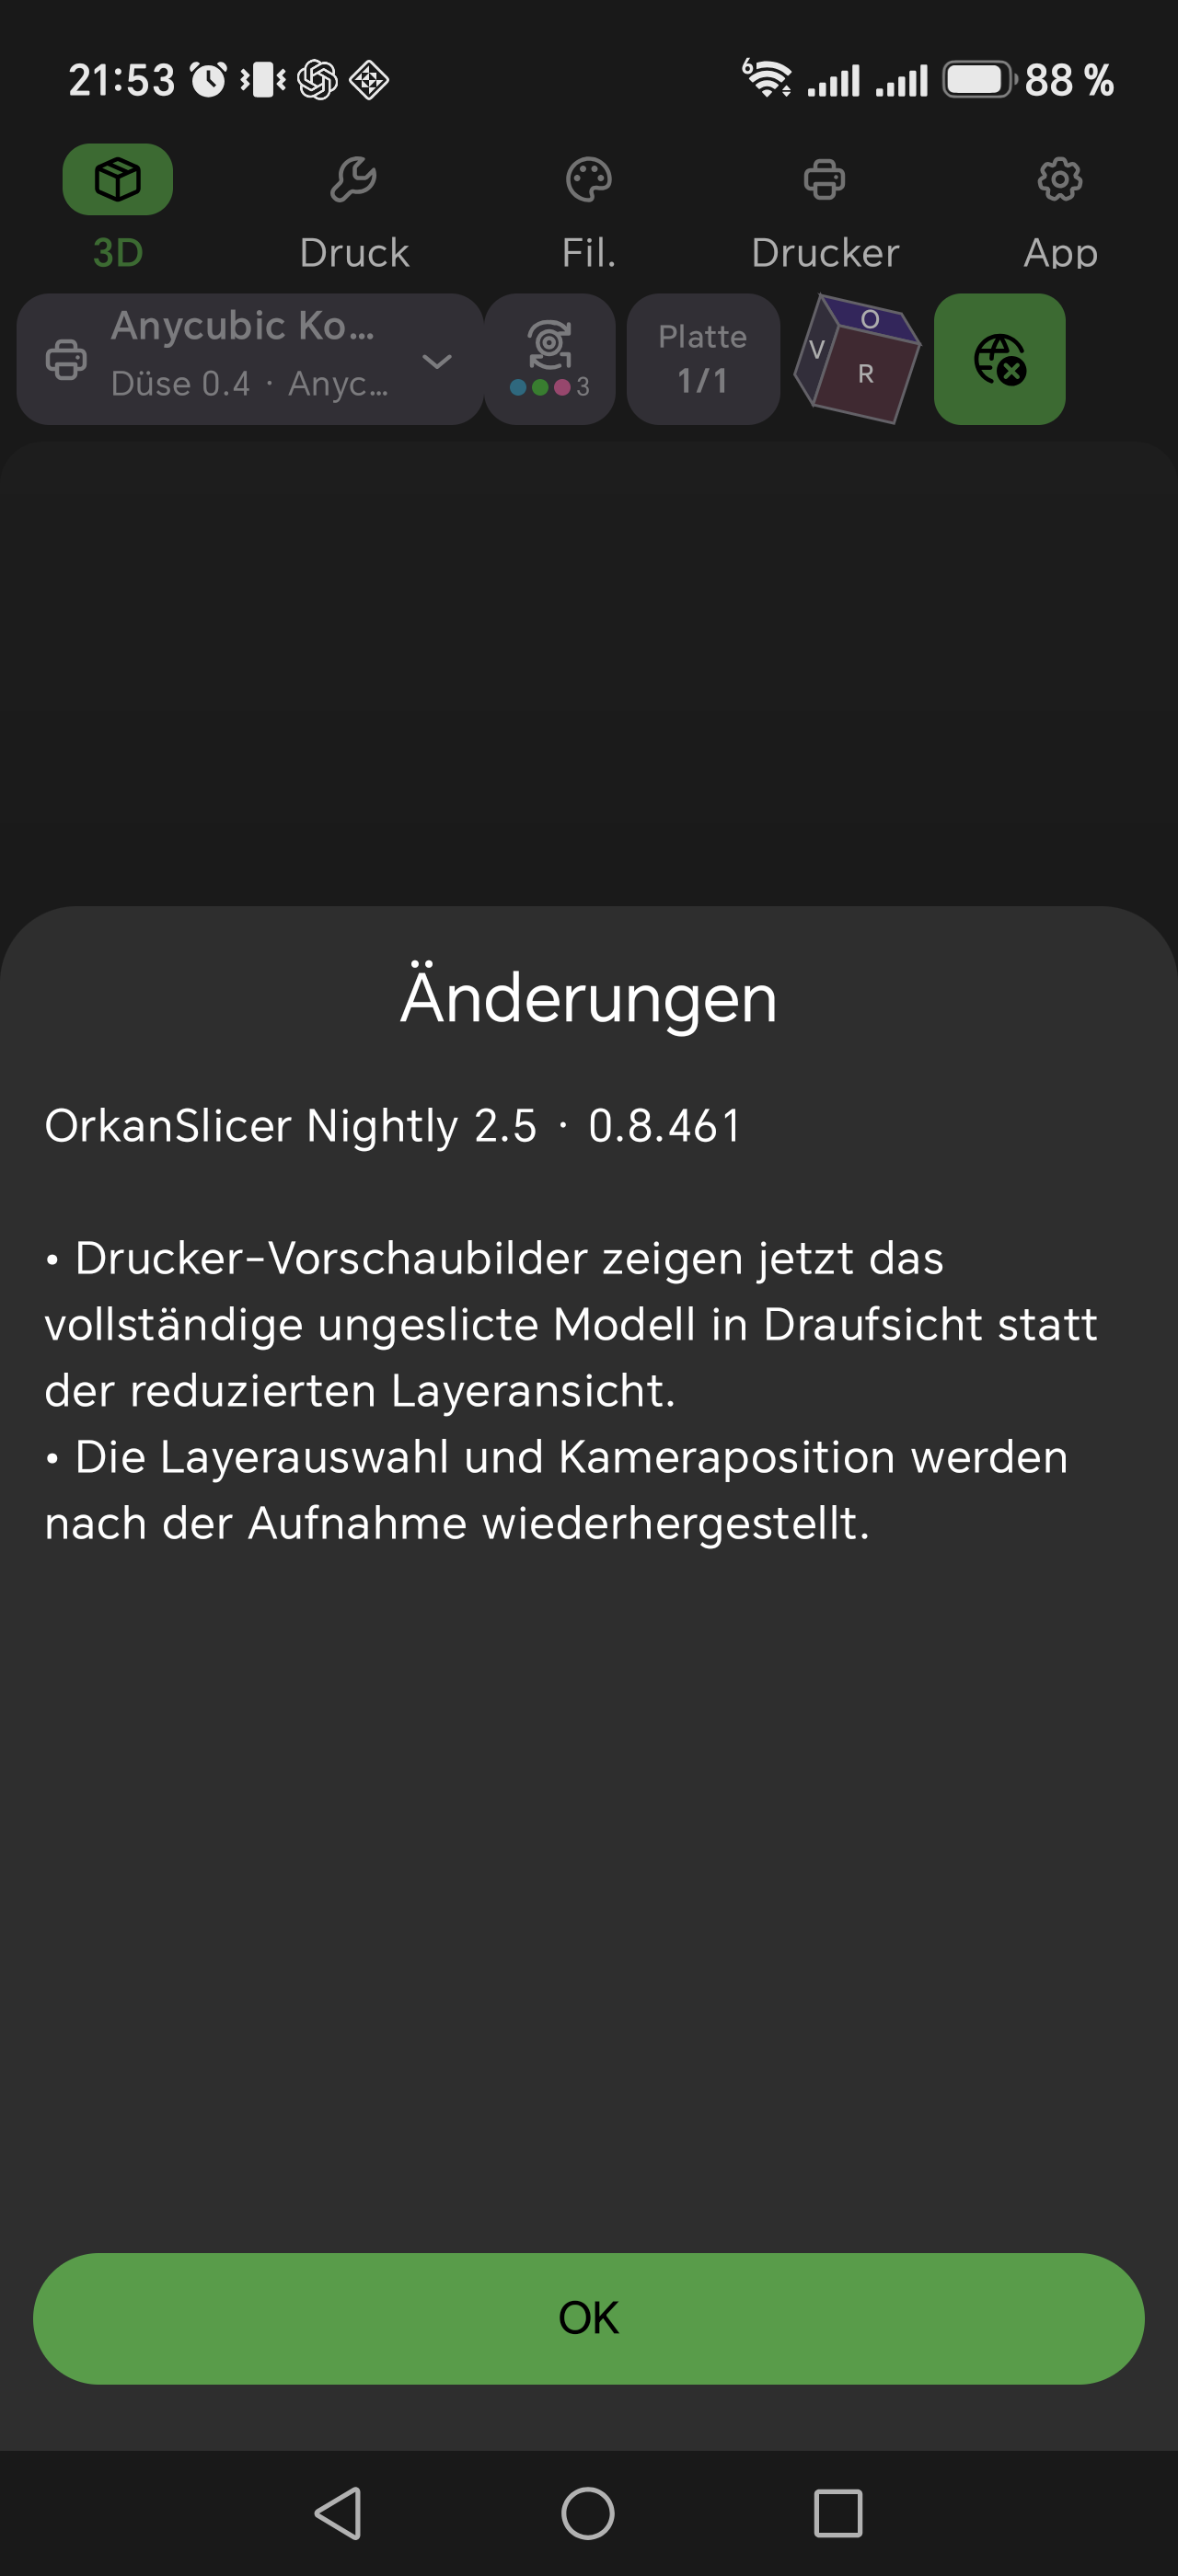 21:53
6
88 %
3D
Druck
Fil.
Drucker
App
Anycubic Ko...
Düse 0.4 · Anyc...
3
Platte
1/1
O
V
R
Änderungen
OrkanSlicer Nightly 2.5 · 0.8.461
• Drucker-Vorschaubilder zeigen jetzt das
vollständige ungeslicte Modell in Draufsicht statt
der reduzierten Layeransicht.
• Die Layerauswahl und Kameraposition werden
nach der Aufnahme wiederhergestellt.
OK